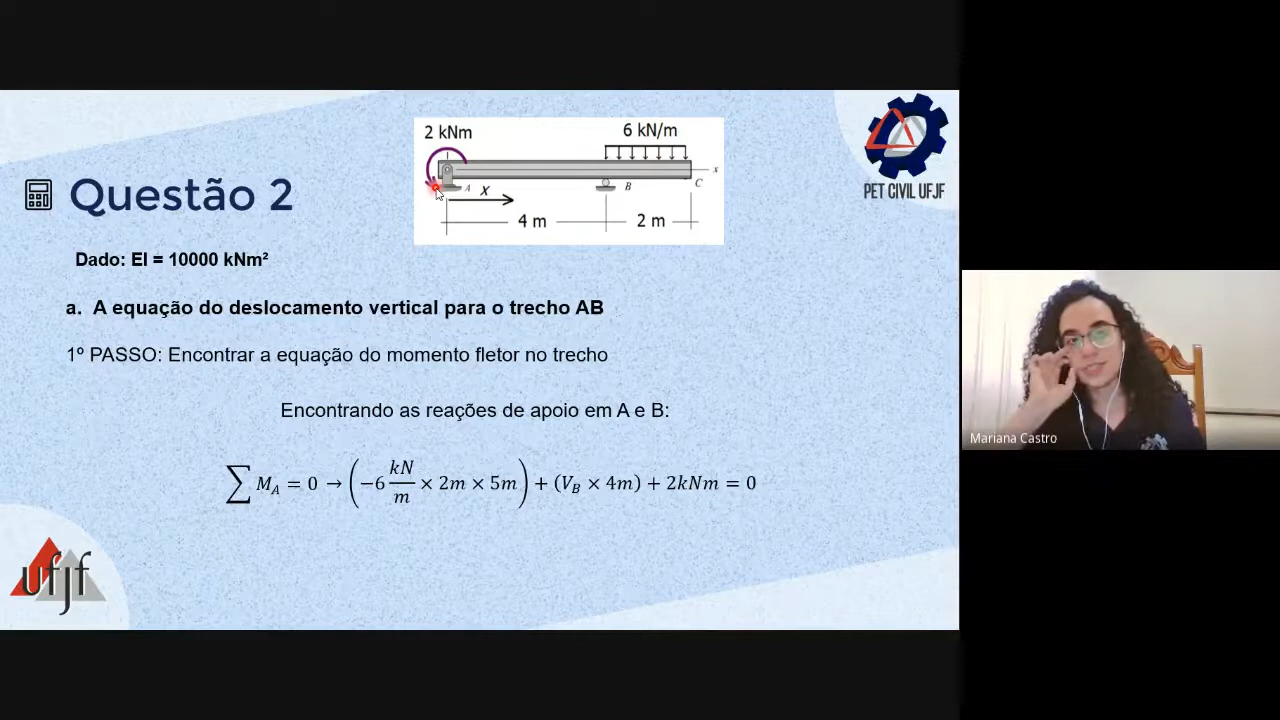 2 kNm
6 kN/m
A
X
B
C
x
4 m
2 m
PET CIVIL UFJF
Questão 2
Dado: EI = 10000 kNm²
a. A equação do deslocamento vertical para o trecho AB
1º PASSO: Encontrar a equação do momento fletor no trecho
Encontrando as reações de apoio em A e B:
∑ M_A = 0 → (−6 kN/m × 2m × 5m) + (V_B × 4m) + 2kNm = 0
Mariana Castro
ufjf